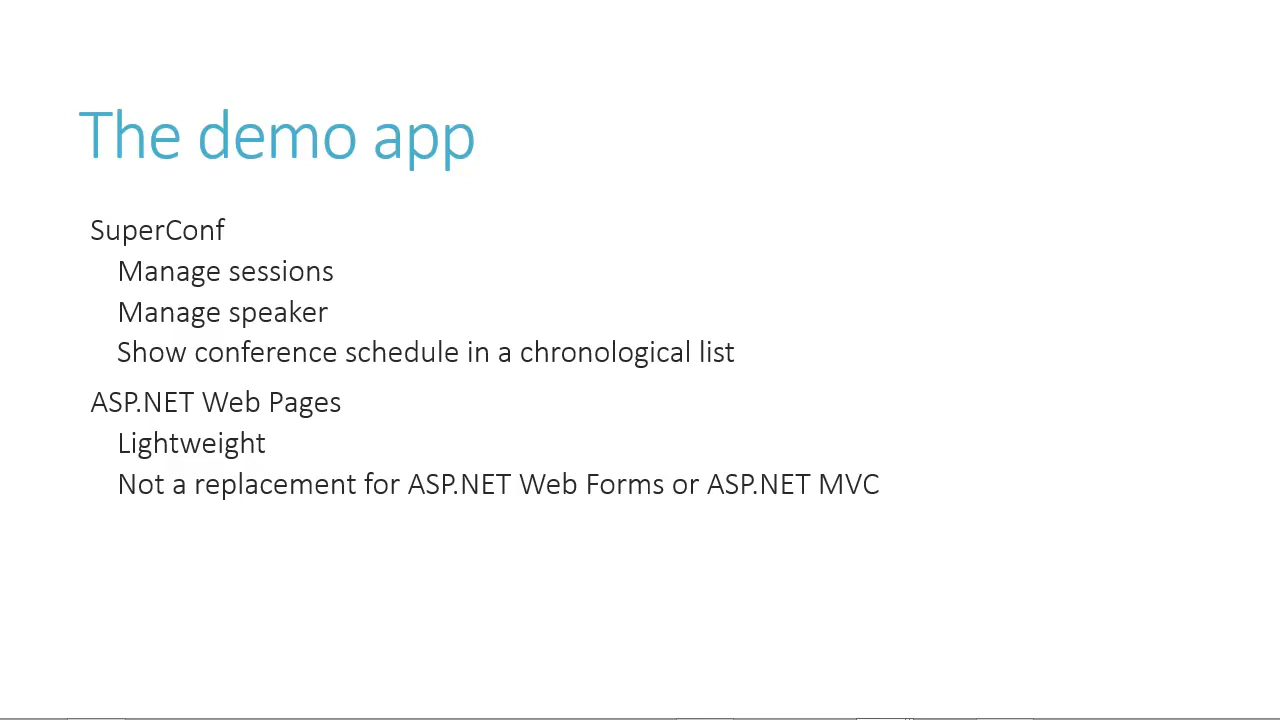 The demo app
SuperConf
Manage sessions
Manage speaker
Show conference schedule in a chronological list
ASP.NET Web Pages
Lightweight
Not a replacement for ASP.NET Web Forms or ASP.NET MVC